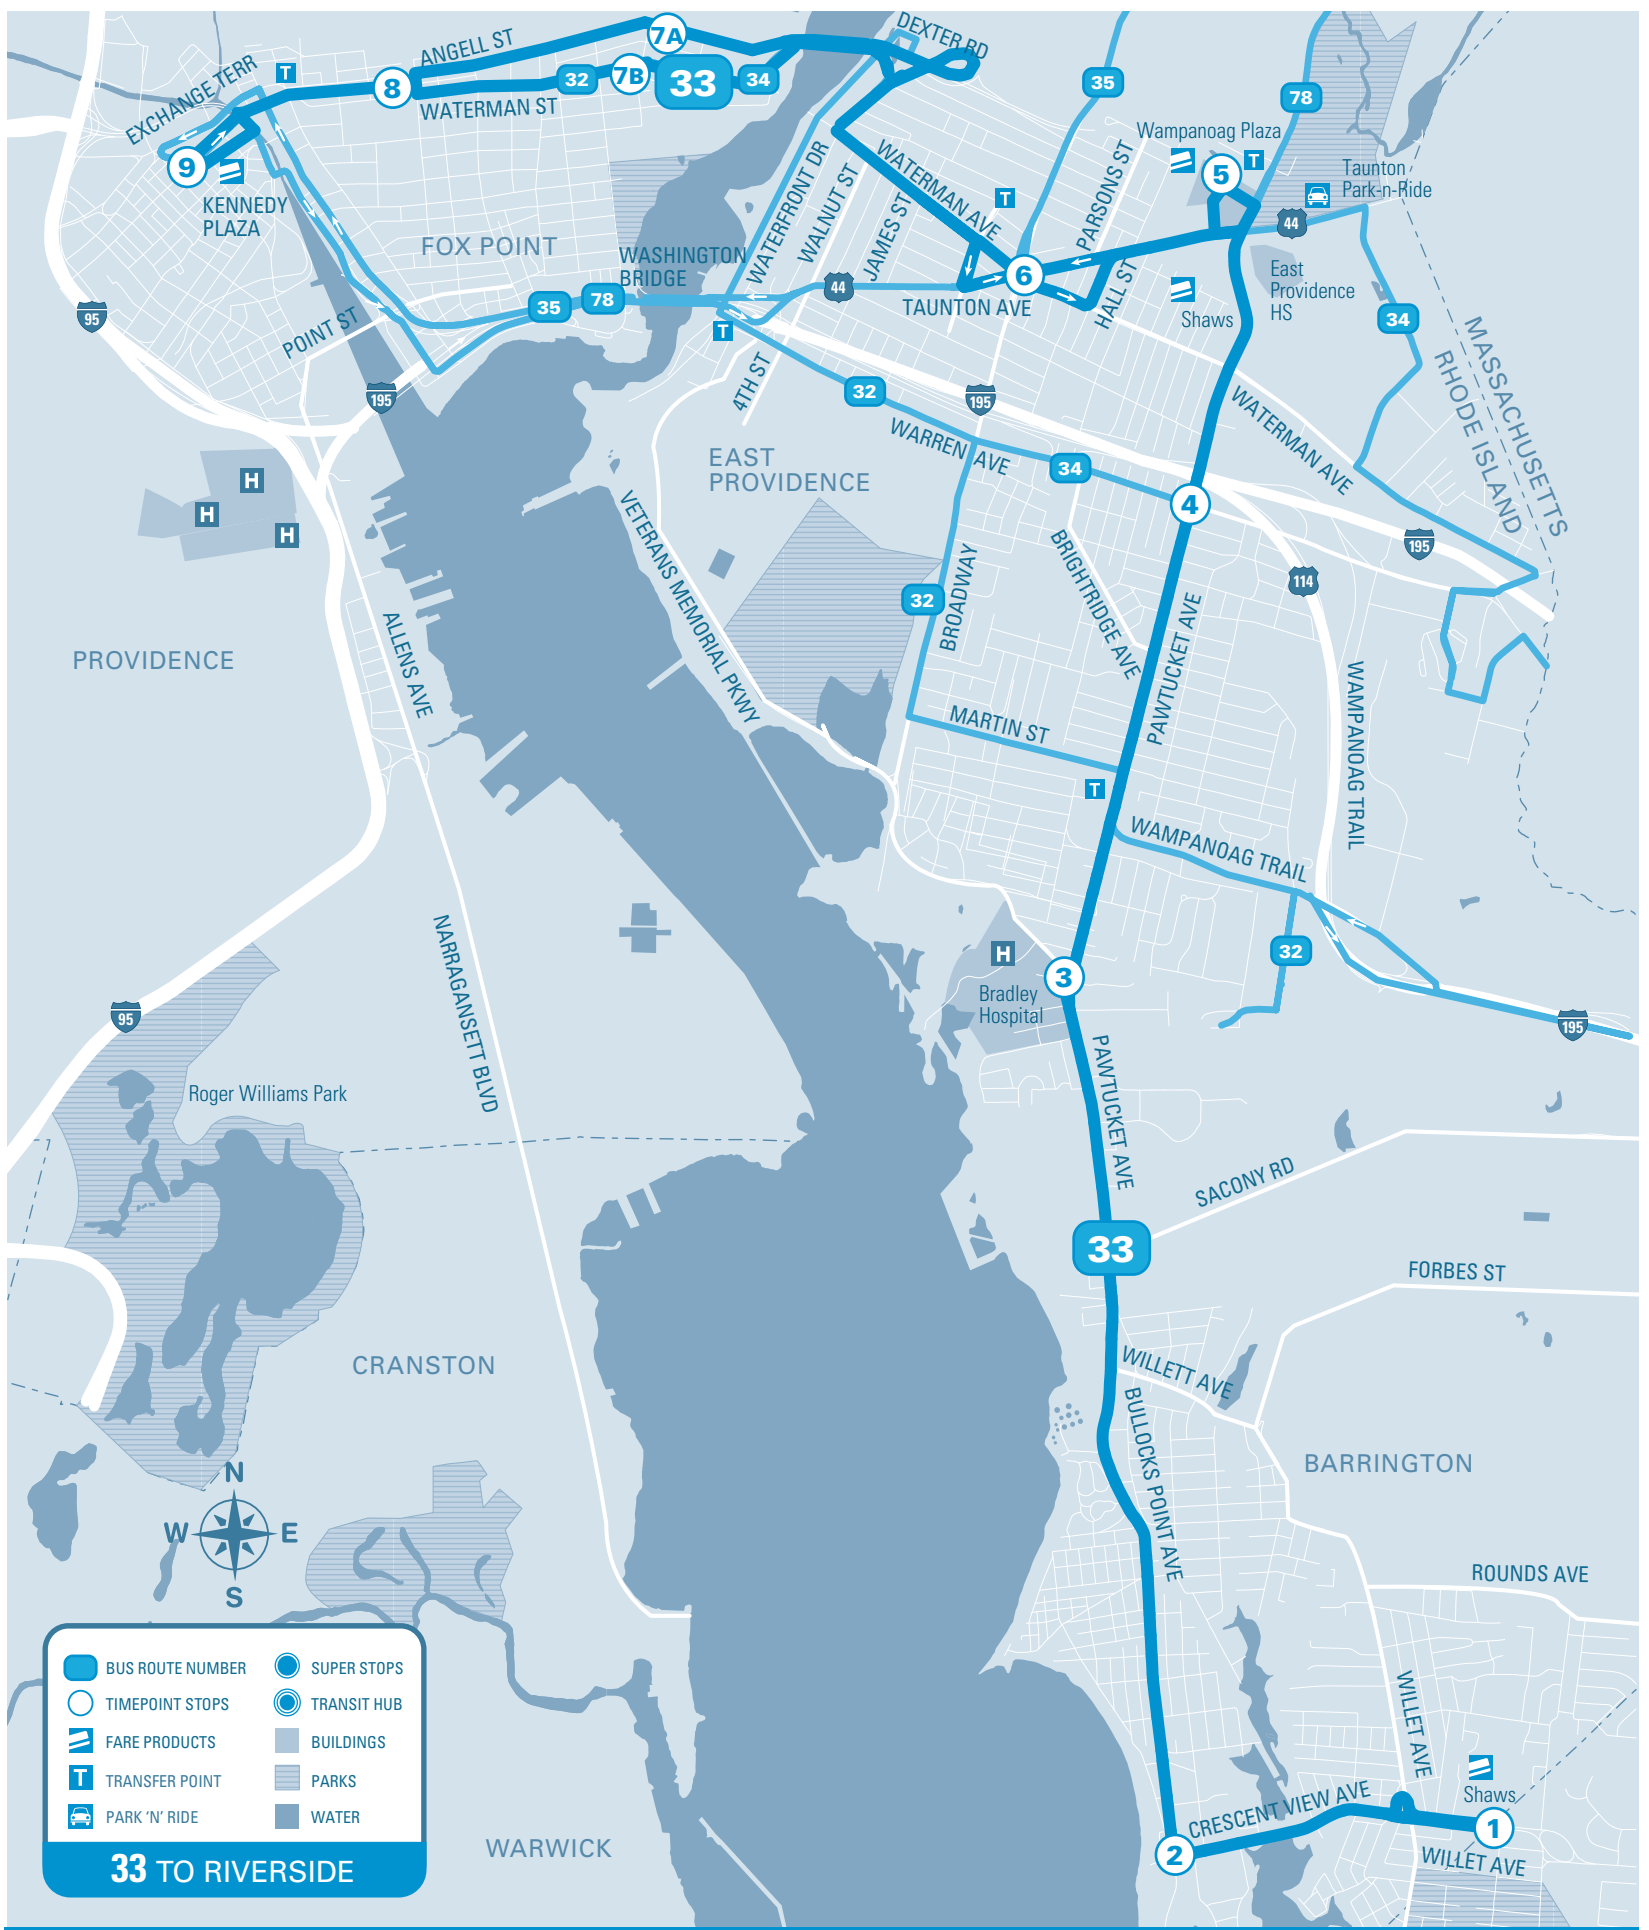 DEXTER RD
7A
ANGELL ST
7B
32
33
34
8
WATERMAN ST
35
78
T
EXCHANGE TERR
9
KENNEDY
PLAZA
FOX POINT
WASHINGTON
BRIDGE
WATERFRONT DR
WALNUT ST
JAMES ST
WATERMAN AVE
T
PARSONS ST
Wampanoag Plaza
5
T
Taunton
Park-n-Ride
44
6
TAUNTON AVE
HALL ST
44
Shaws
East
Providence
HS
34
MASSACHUSETTS
RHODE ISLAND
95
POINT ST
35
78
T
195
4TH ST
32
195
WARREN AVE
34
4
WATERMAN AVE
195
114
EAST
PROVIDENCE
H
H
H
VETERANS MEMORIAL PKWY
BROADWAY
32
BRIGHTRIDGE AVE
PAWTUCKET AVE
WAMPANOAG TRAIL
PROVIDENCE
ALLENS AVE
MARTIN ST
T
WAMPANOAG TRAIL
32
195
NARRAGANSETT BLVD
H
3
Bradley
Hospital
95
Roger Williams Park
PAWTUCKET AVE
SACONY RD
33
FORBES ST
WILLETT AVE
CRANSTON
BULLOCKS POINT AVE
BARRINGTON
ROUNDS AVE
N
W
E
S
WILLET AVE
Shaws
1
CRESCENT VIEW AVE
2
WILLET AVE
WARWICK
BUS ROUTE NUMBER
SUPER STOPS
TIMEPOINT STOPS
TRANSIT HUB
FARE PRODUCTS
BUILDINGS
T
TRANSFER POINT
PARKS
PARK 'N' RIDE
WATER
33 TO RIVERSIDE